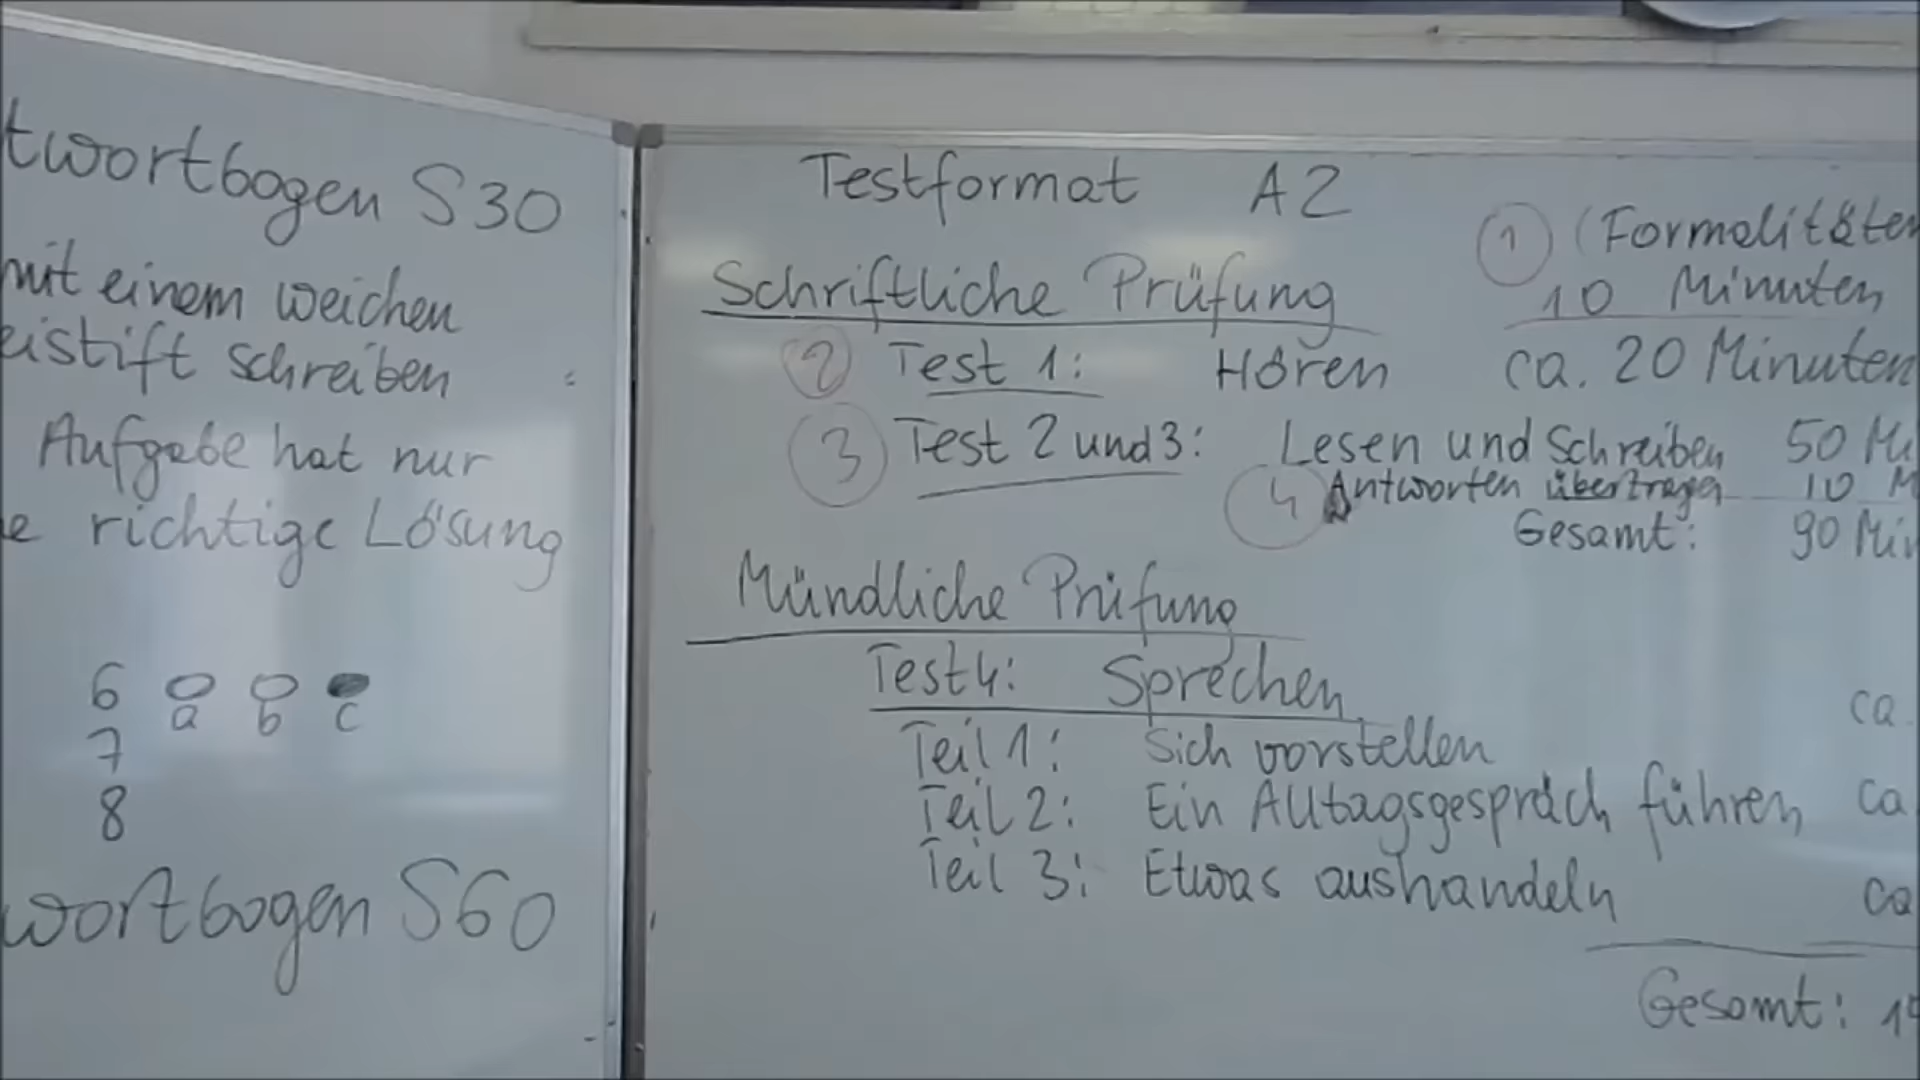 twortbogen S30
mit einem weichen
eistift schreiben
Aufgabe hat nur
e richtige Lösung
6 a b c
7
8
wortbogen S60
Testformat A2
1 (Formalitäten
10 Minuten
Schriftliche Prüfung
2 Test 1: Hören ca. 20 Minuten
3 Test 2 und 3: Lesen und Schreiben 50 Mi
4 Antworten übertragen 10 M
Gesamt: 90 Min
Mündliche Prüfung
Test 4: Sprechen ca.
Teil 1: Sich vorstellen
Teil 2: Ein Alltagsgespräch führen ca
Teil 3: Etwas aushandeln ca
Gesamt: